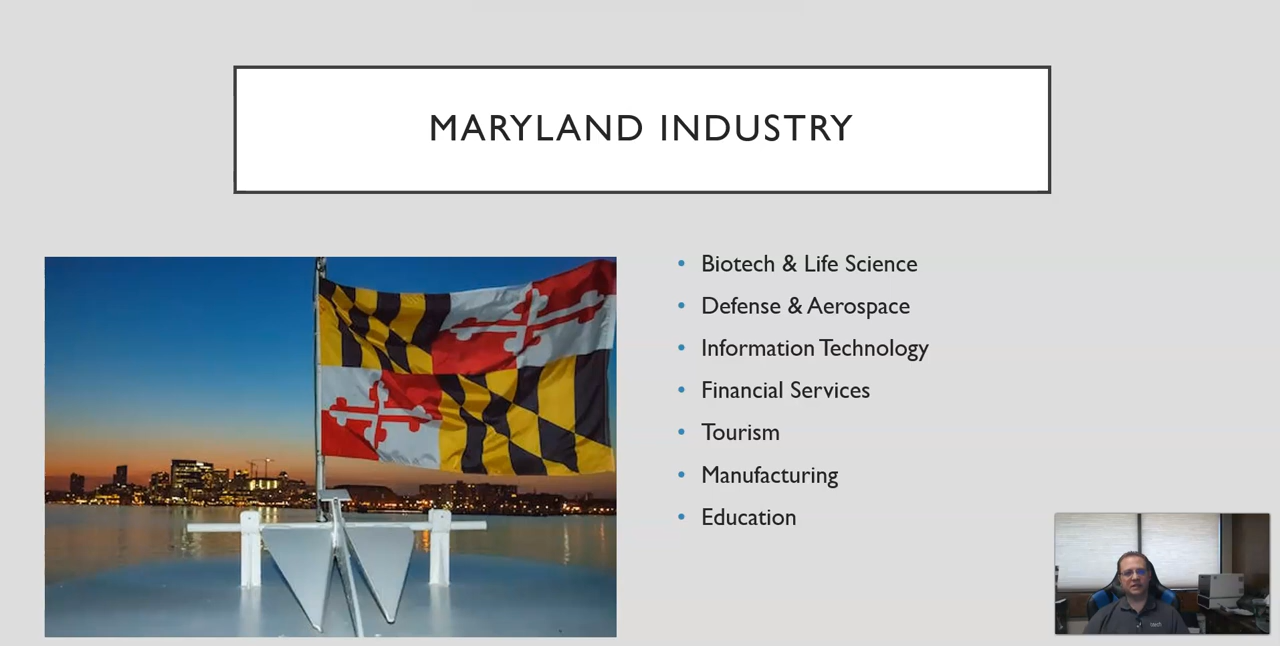 MARYLAND INDUSTRY
• Biotech & Life Science
• Defense & Aerospace
• Information Technology
• Financial Services
• Tourism
• Manufacturing
• Education